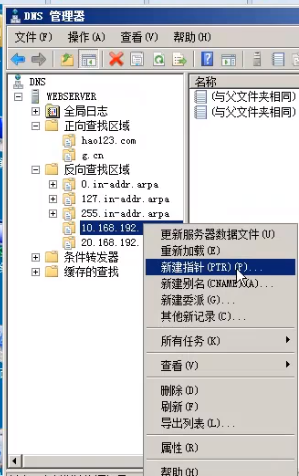 DNS 管理器
文件(F) 操作(A) 查看(V) 帮助(H)
DNS
WEBSERVER
全局日志
正向查找区域
hao123.com
g.cn
反向查找区域
0.in-addr.arpa
127.in-addr.arpa
255.in-addr.arpa
10.168.192.
20.168.192.
条件转发器
缓存的查找
名称
(与父文件夹相同)
(与父文件夹相同)
更新服务器数据文件(U)
重新加载(E)
新建指针(PTR)(P)...
新建别名(CNAME)(A)...
新建委派(G)...
其他新记录(C)...
所有任务(K)
查看(V)
删除(D)
刷新(F)
导出列表(L)...
属性(R)
帮助(H)